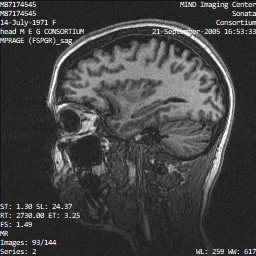 M87174545
M87174545
14-July-1971 F
head M E G CONSORTIUM
MPRAGE (FSPGR)_sag
MIND Imaging Center
Sonata
Consortium
21-September-2005 16:53:33
ST: 1.30 SL: 24.37
RT: 2730.00 ET: 3.25
FS: 1.49
MR
Images: 93/144
Series: 2
WL: 259 WW: 617